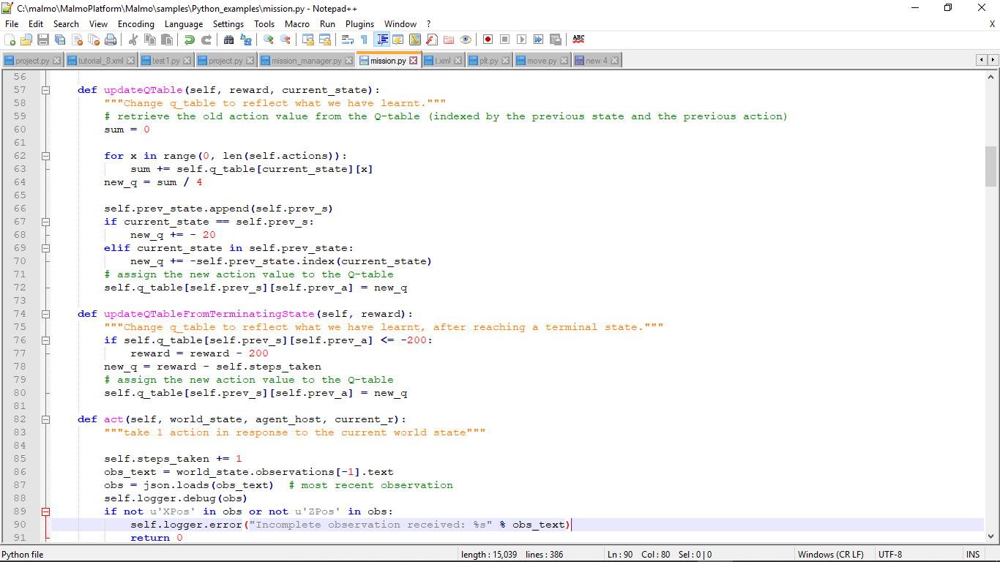 C:\malmo\MalmoPlatform\Malmo\samples\Python_examples\mission.py - Notepad++
File Edit Search View Encoding Language Settings Tools Macro Run Plugins Window ? X
project.py tutorial_8.xml test1.py project.py mission_manager.py mission.py t.xml plt.py move.py new 4
56
57 def updateQTable(self, reward, current_state):
58 """Change q_table to reflect what we have learnt."""
59 # retrieve the old action value from the Q-table (indexed by the previous state and the previous action)
60 sum = 0
61
62 for x in range(0, len(self.actions)):
63 sum += self.q_table[current_state][x]
64 new_q = sum / 4
65
66 self.prev_state.append(self.prev_s)
67 if current_state == self.prev_s:
68 new_q += - 20
69 elif current_state in self.prev_state:
70 new_q += -self.prev_state.index(current_state)
71 # assign the new action value to the Q-table
72 self.q_table[self.prev_s][self.prev_a] = new_q
73
74 def updateQTableFromTerminatingState(self, reward):
75 """Change q_table to reflect what we have learnt, after reaching a terminal state."""
76 if self.q_table[self.prev_s][self.prev_a] <= -200:
77 reward = reward - 200
78 new_q = reward - self.steps_taken
79 # assign the new action value to the Q-table
80 self.q_table[self.prev_s][self.prev_a] = new_q
81
82 def act(self, world_state, agent_host, current_r):
83 """take 1 action in response to the current world state"""
84
85 self.steps_taken += 1
86 obs_text = world_state.observations[-1].text
87 obs = json.loads(obs_text) # most recent observation
88 self.logger.debug(obs)
89 if not u'XPos' in obs or not u'ZPos' in obs:
90 self.logger.error("Incomplete observation received: %s" % obs_text)
91 return 0
Python file length : 15,039 lines : 386 Ln : 90 Col : 80 Sel : 0 | 0 Windows (CR LF) UTF-8 INS